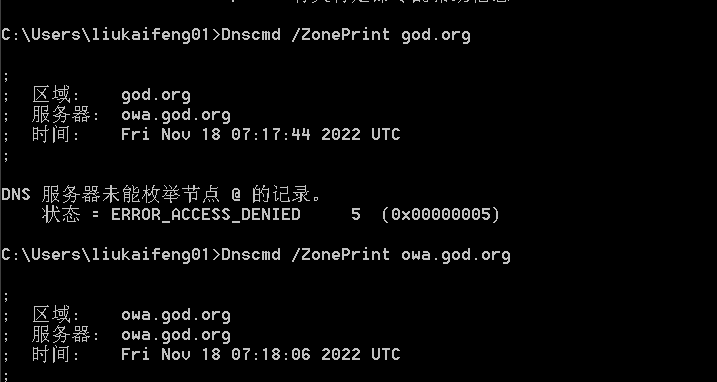 C:\Users\liukaifeng01>Dnscmd /ZonePrint god.org
;
;  区域:    god.org
;  服务器:  owa.god.org
;  时间:    Fri Nov 18 07:17:44 2022 UTC
;
DNS 服务器未能枚举节点 @ 的记录。
    状态 = ERROR_ACCESS_DENIED     5  (0x00000005)
C:\Users\liukaifeng01>Dnscmd /ZonePrint owa.god.org
;
;  区域:    owa.god.org
;  服务器:  owa.god.org
;  时间:    Fri Nov 18 07:18:06 2022 UTC
;